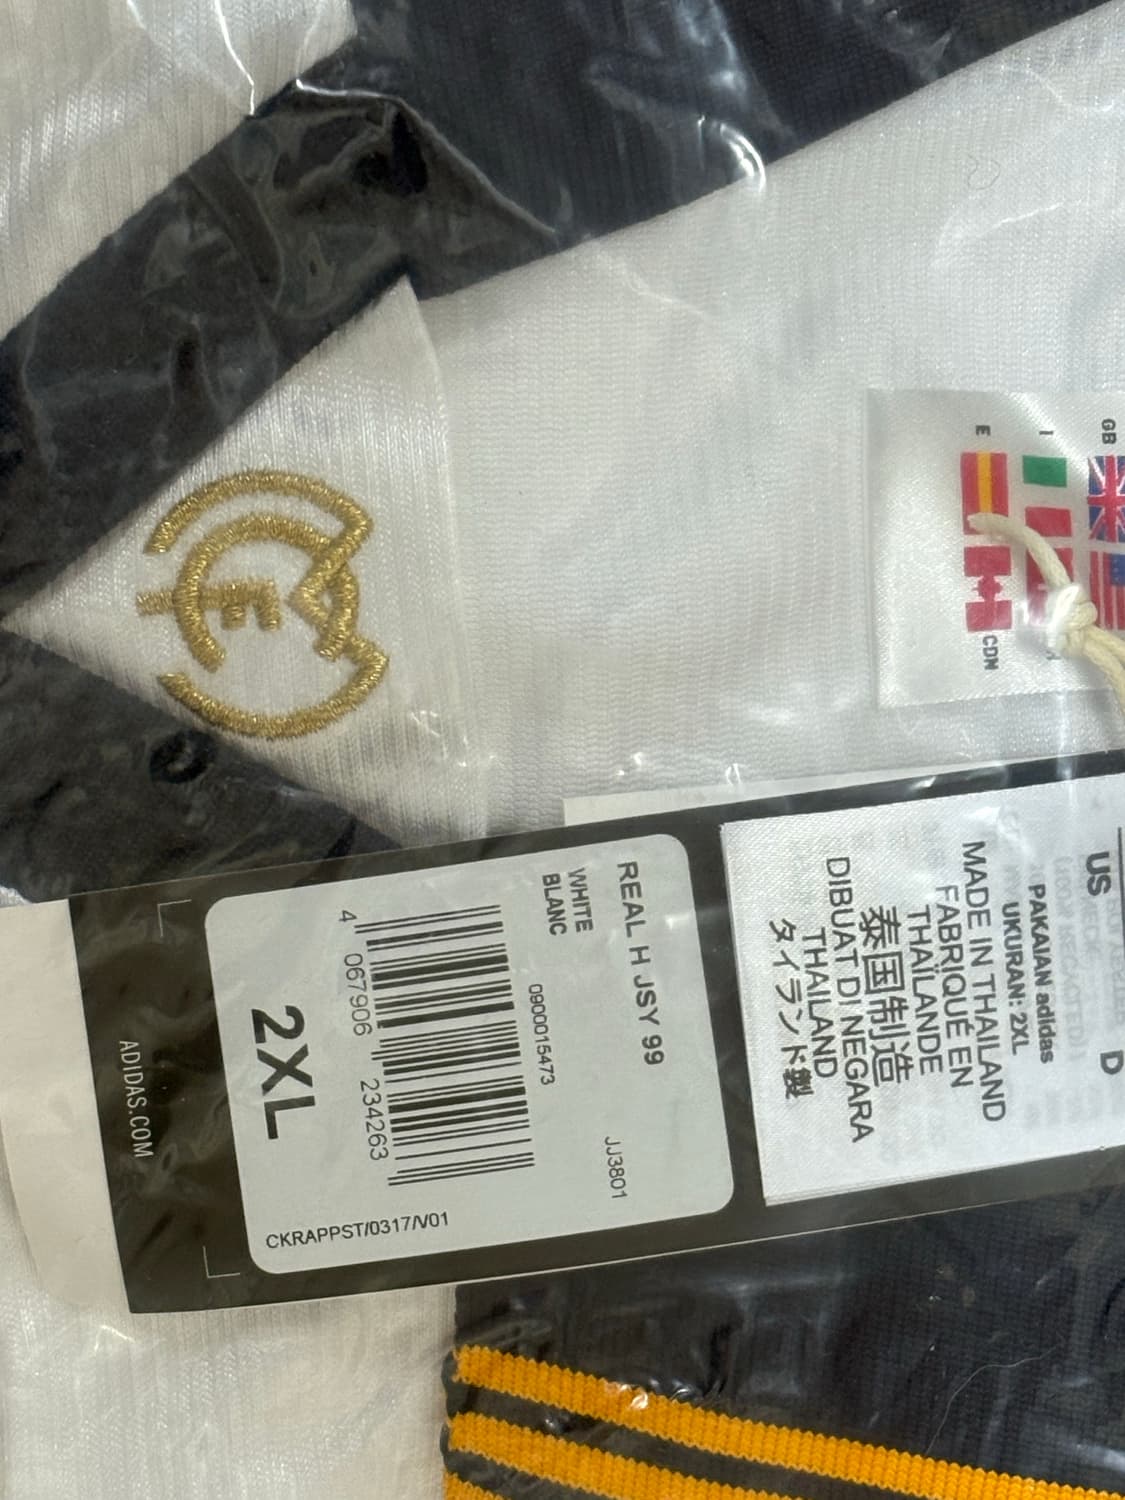 GB
I
E
CDN
US
D
PAKAIAN adidas
UKURAN: 2XL
MADE IN THAILAND
FABRIQUÉ EN
THAÏLANDE
泰国制造
DIBUAT DI NEGARA
THAILAND
タイランド製
REAL H JSY 99
JJ3801
WHITE
BLANC
0900015473
4 067906 234263
2XL
CKRAPPST/0317/V01
ADIDAS.COM